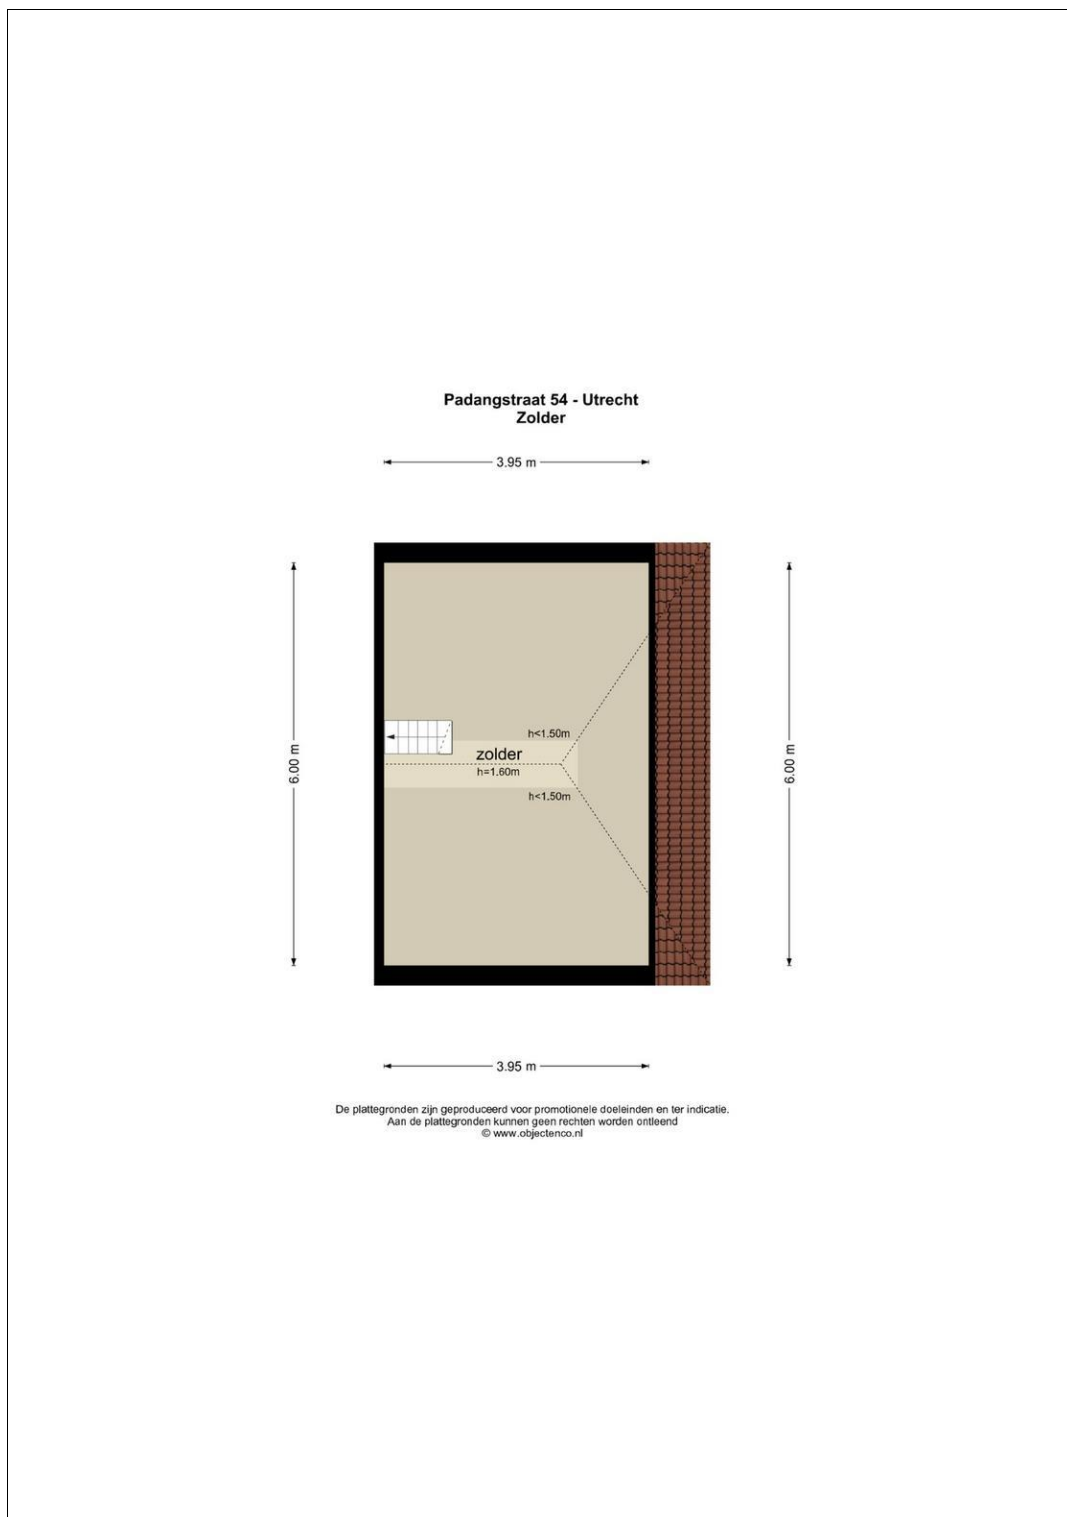 Padangstraat 54 - Utrecht
Zolder
3.95 m
6.00 m
6.00 m
h<1.50m
zolder
h=1.60m
h<1.50m
3.95 m
De plattegronden zijn geproduceerd voor promotionele doeleinden en ter indicatie.
Aan de plattegronden kunnen geen rechten worden ontleend
© www.objectenco.nl